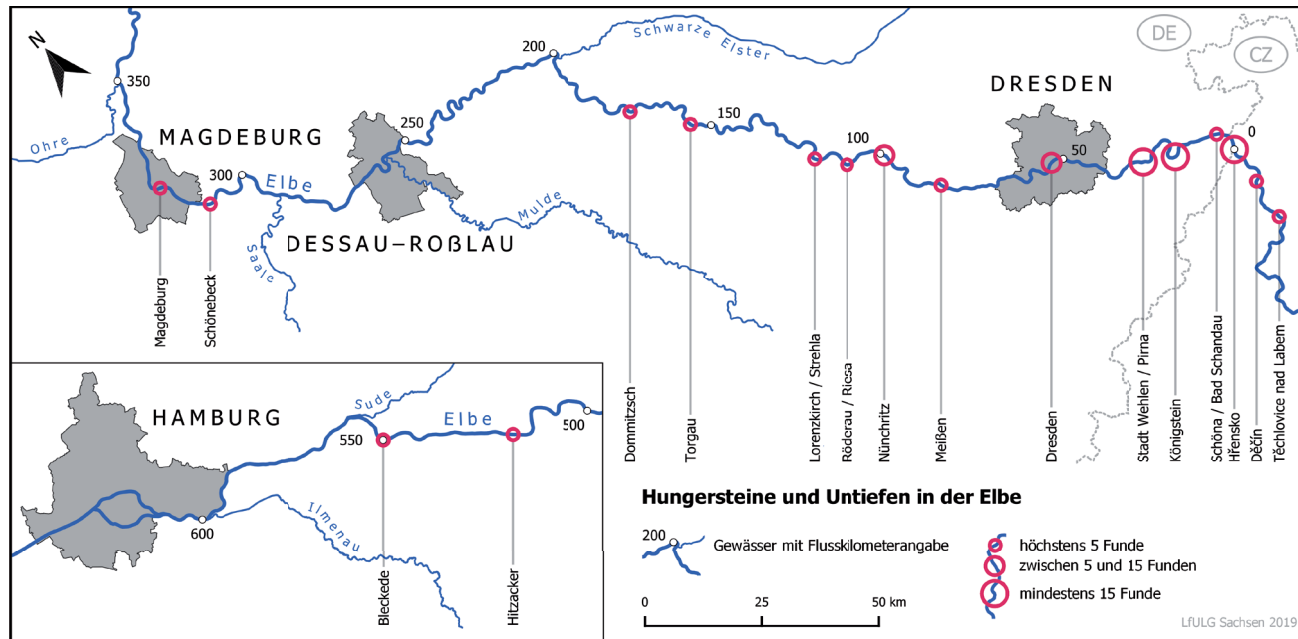 N
350
Ohre
MAGDEBURG
300
Elbe
Saale
250
DESSAU–ROßLAU
Mulde
200
Schwarze Elster
150
100
DRESDEN
50
DE
CZ
0
Magdeburg
Schönebeck
Dommitzsch
Torgau
Lorenzkirch / Strehla
Röderau / Riesa
Nünchritz
Meißen
Dresden
Stadt Wehlen / Pirna
Königstein
Schöna / Bad Schandau
Hřensko
Děčín
Těchlovice nad Labem
HAMBURG
Sude
Elbe
550
500
600
Ilmenau
Bleckede
Hitzacker
Hungersteine und Untiefen in der Elbe
200
Gewässer mit Flusskilometerangabe
höchstens 5 Funde
zwischen 5 und 15 Funden
mindestens 15 Funde
0 25 50 km
LfULG Sachsen 2019